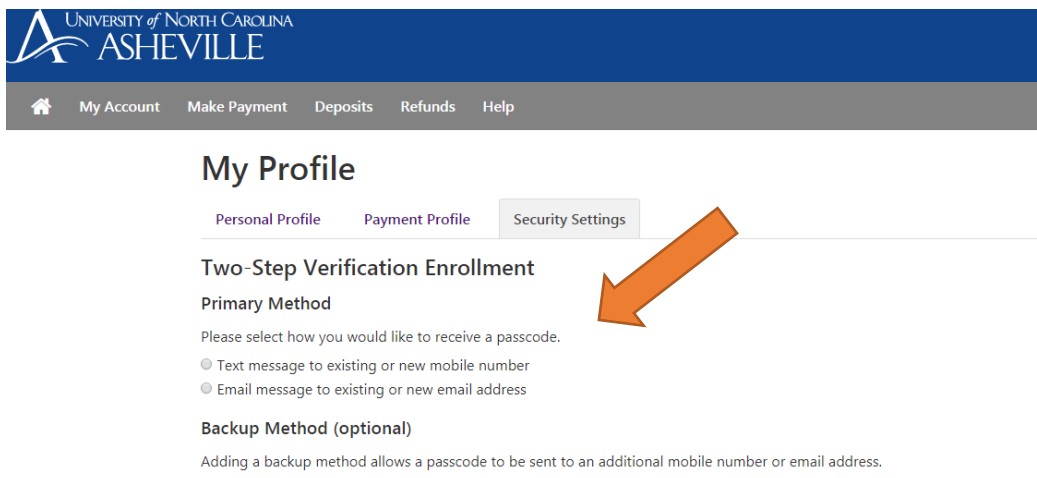 UNIVERSITY of NORTH CAROLINA
ASHEVILLE
My Account Make Payment Deposits Refunds Help
My Profile
Personal Profile Payment Profile Security Settings
Two-Step Verification Enrollment
Primary Method
Please select how you would like to receive a passcode.
Text message to existing or new mobile number
Email message to existing or new email address
Backup Method (optional)
Adding a backup method allows a passcode to be sent to an additional mobile number or email address.